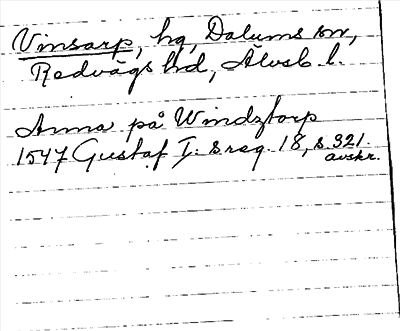 Vinsarp, hg, Dalums sn,
Redvägs hd, Älvsb. l.
Anna på Windztorp
1547 Gustaf I: s reg. 18, s. 321.
avskr.